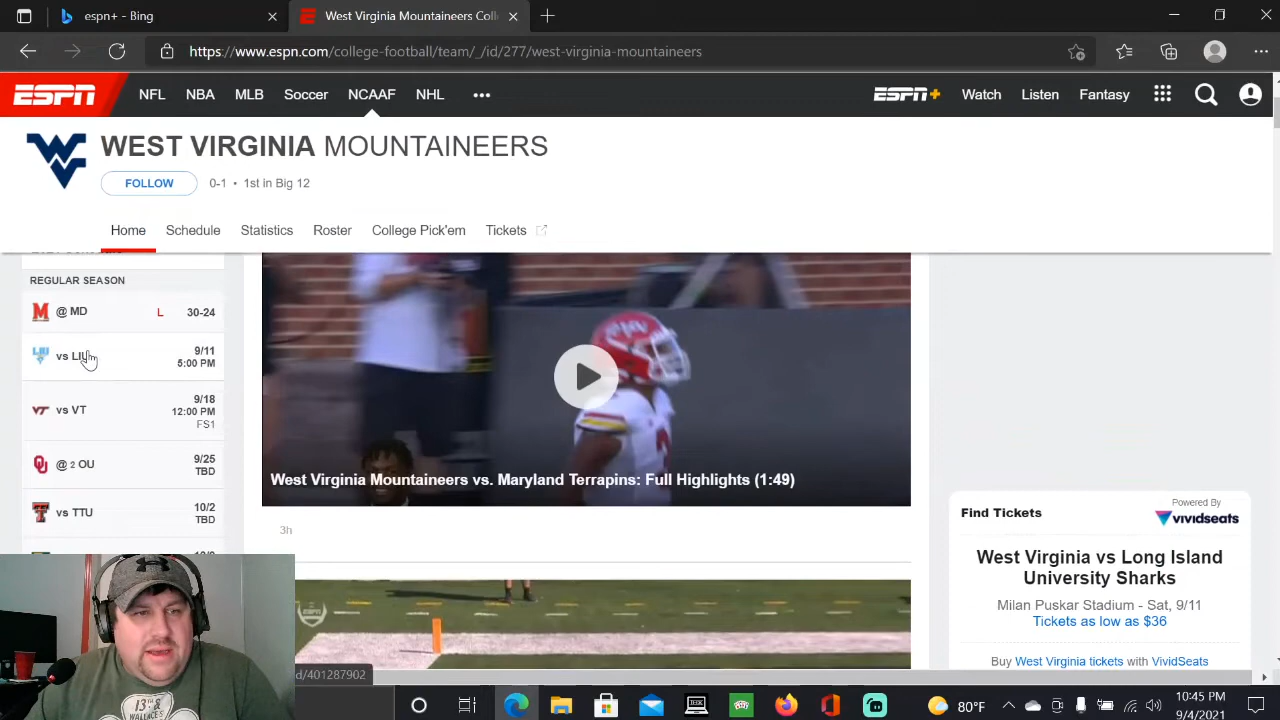 West Virginia Mountaineers Coll
https://www.espn.com/college-football/team/_/id/277/west-virginia-mountaineers
ESPN NFL NBA MLB Soccer NCAAF NHL ••• ESPN+ Watch Listen Fantasy
WEST VIRGINIA MOUNTAINEERS
FOLLOW 0-1 • 1st in Big 12
Home Schedule Statistics Roster College Pick'em Tickets
REGULAR SEASON
M @ MD L 30-24
LIU vs LIU 9/11
5:00 PM
VT vs VT 9/18
12:00 PM
FS1
OU @ 2 OU 9/25
TBD
vs TTU 10/2
TBD
West Virginia Mountaineers vs. Maryland Terrapins: Full Highlights (1:49)
3h
Find Tickets
Powered By
vividseats
West Virginia vs Long Island
University Sharks
Milan Puskar Stadium - Sat, 9/11
Tickets as low as $36
Buy West Virginia tickets with VividSeats
d/401287902
13th &
WALLACE'S
80°F
10:45 PM
9/4/2021